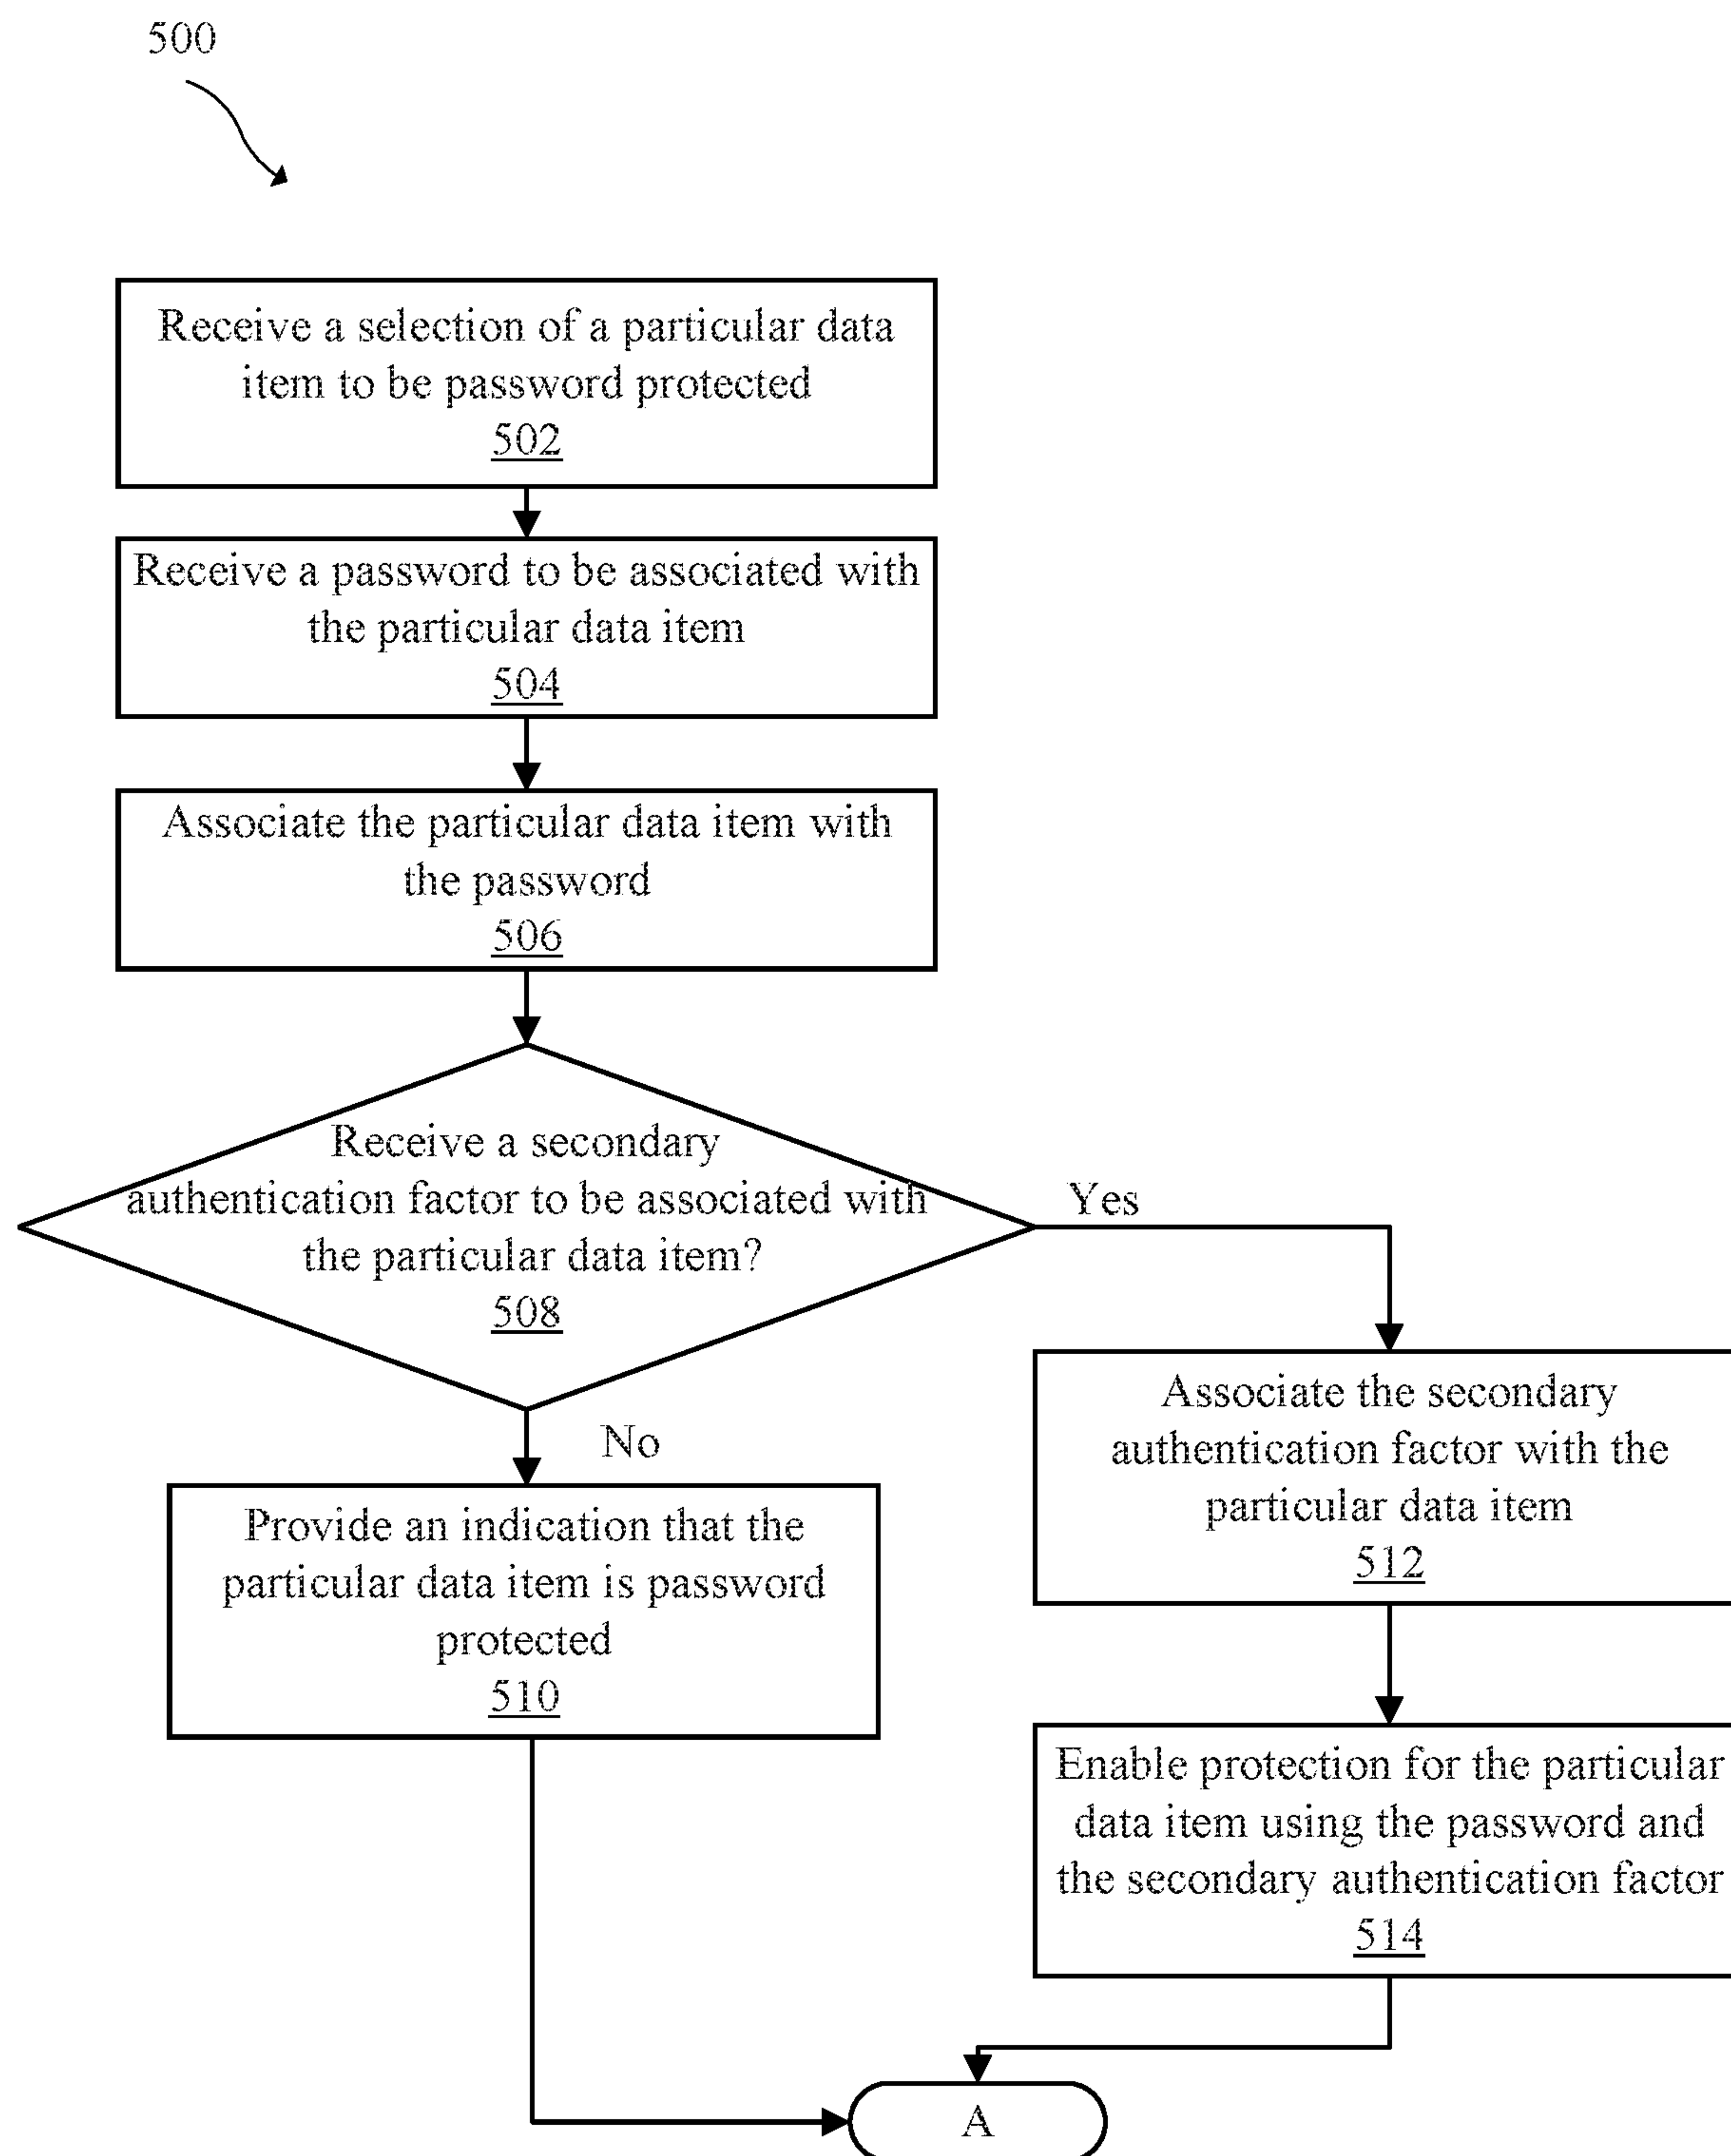 500
Receive a selection of a particular data
item to be password protected
502
Receive a password to be associated with
the particular data item
504
Associate the particular data item with
the password
506
Receive a secondary
authentication factor to be associated with
the particular data item?
508
Yes
No
Associate the secondary
authentication factor with the
particular data item
512
Provide an indication that the
particular data item is password
protected
510
Enable protection for the particular
data item using the password and
the secondary authentication factor
514
A